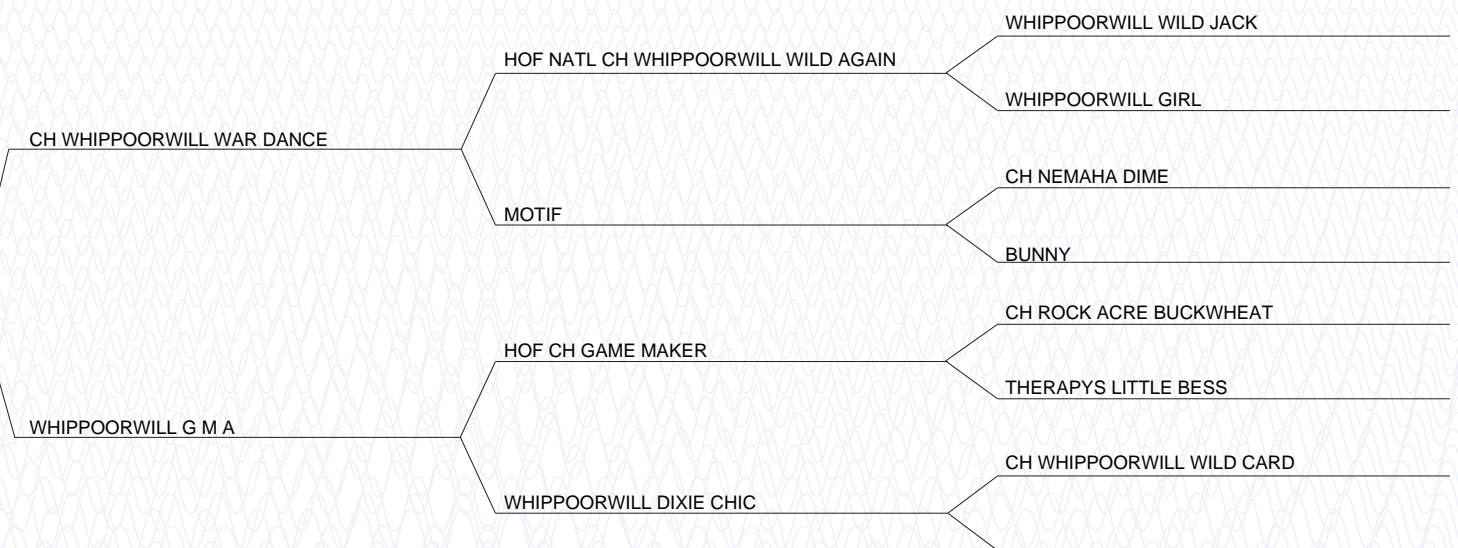 WHIPPOORWILL WILD JACK
HOF NATL CH WHIPPOORWILL WILD AGAIN
WHIPPOORWILL GIRL
CH WHIPPOORWILL WAR DANCE
CH NEMAHA DIME
MOTIF
BUNNY
CH ROCK ACRE BUCKWHEAT
HOF CH GAME MAKER
THERAPYS LITTLE BESS
WHIPPOORWILL G M A
CH WHIPPOORWILL WILD CARD
WHIPPOORWILL DIXIE CHIC